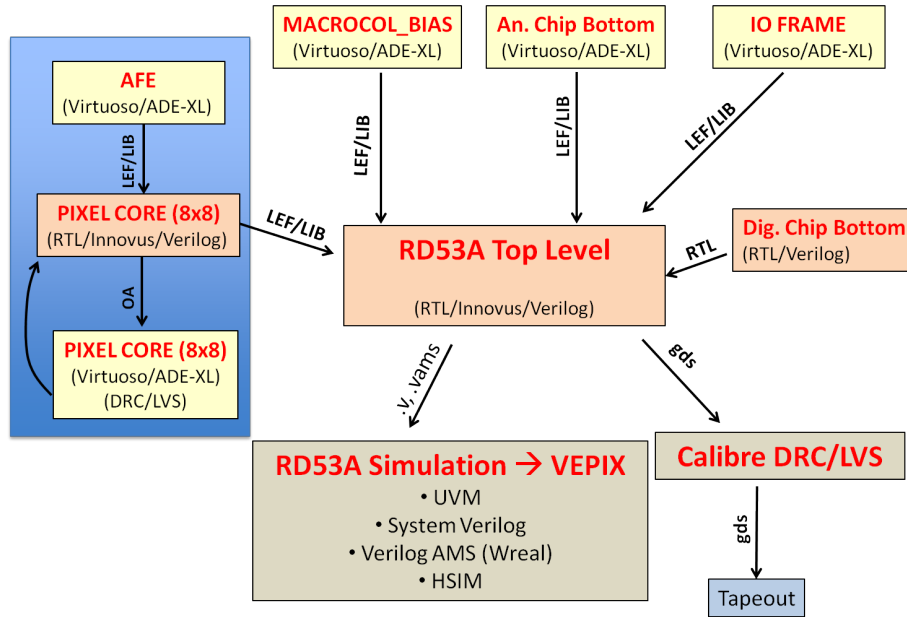 MACROCOL_BIAS
(Virtuoso/ADE-XL)
An. Chip Bottom
(Virtuoso/ADE-XL)
IO FRAME
(Virtuoso/ADE-XL)
AFE
(Virtuoso/ADE-XL)
LEF/LIB
LEF/LIB
LEF/LIB
LEF/LIB
PIXEL CORE (8x8)
(RTL/Innovus/Verilog)
LEF/LIB
RD53A Top Level
(RTL/Innovus/Verilog)
RTL
Dig. Chip Bottom
(RTL/Verilog)
OA
PIXEL CORE (8x8)
(Virtuoso/ADE-XL)
(DRC/LVS)
.v, .vams
gds
RD53A Simulation → VEPIX
• UVM
• System Verilog
• Verilog AMS (Wreal)
• HSIM
Calibre DRC/LVS
gds
Tapeout